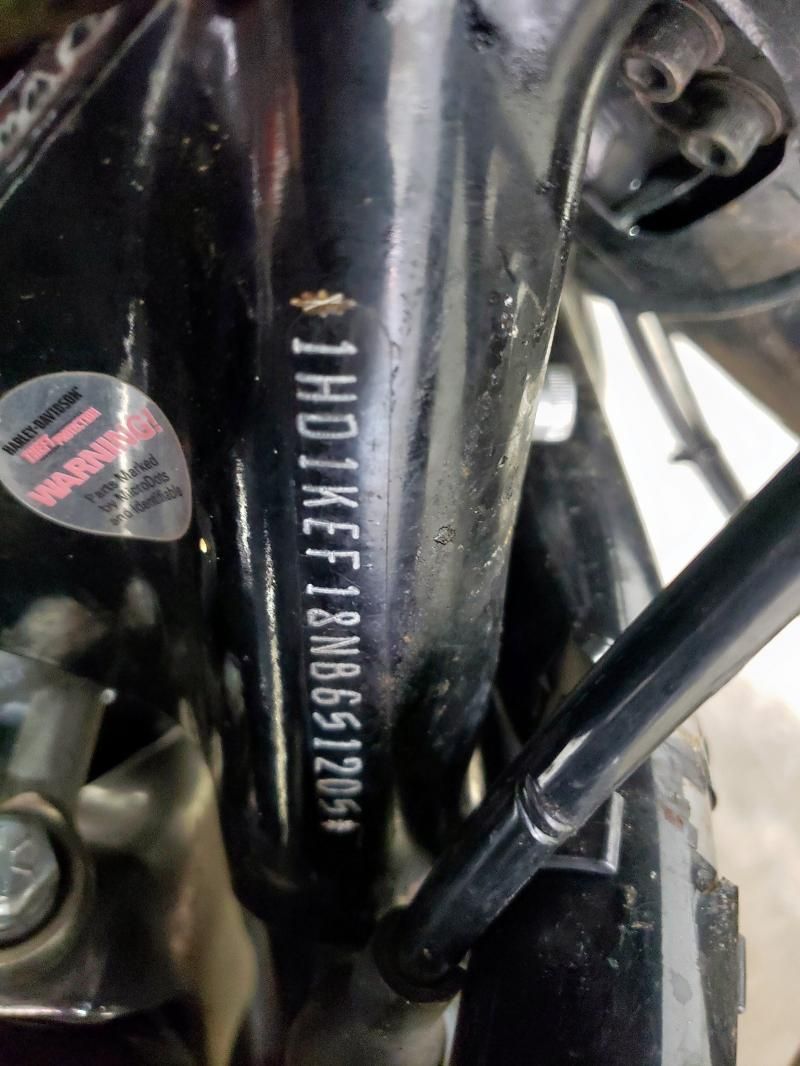 HARLEY-DAVIDSON
THEFT PROTECTION
WARNING!
Parts Marked
by MicroDots
and Identifiable
1HD1KEF18NB651205